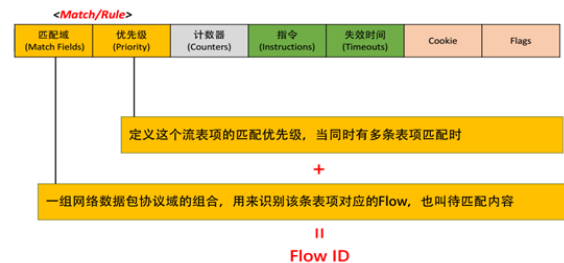 <Match/Rule>
匹配域 优先级 计数器 指令 失效时间 Cookie Flags
(Match Fields) (Priority) (Counters) (Instructions) (Timeouts)
定义这个流表项的匹配优先级，当同时有多条表项匹配时
+
一组网络数据包协议域的组合，用来识别该条表项对应的Flow，也叫待匹配内容
=
Flow ID